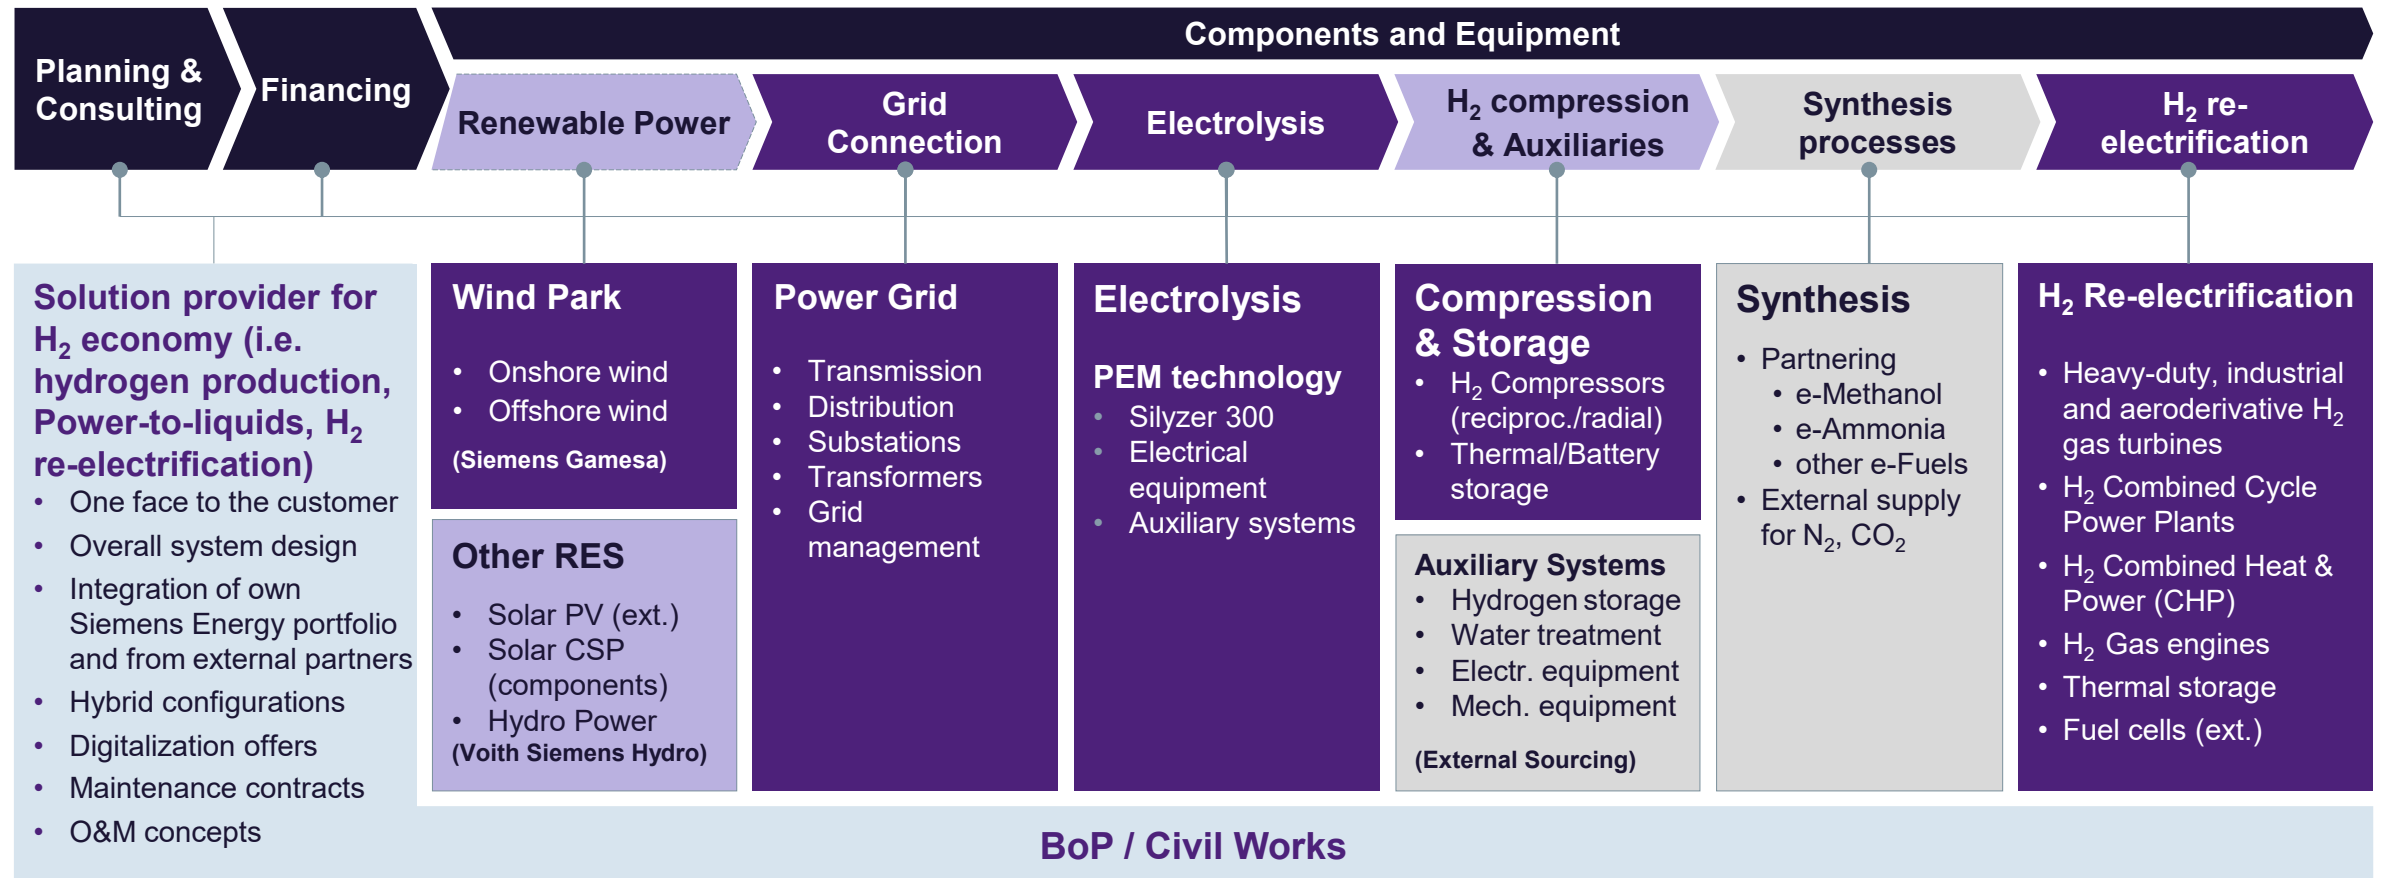 Components and Equipment
Planning &
Consulting
Financing
Renewable Power
Grid
Connection
Electrolysis
H₂ compression
& Auxiliaries
Synthesis
processes
H₂ re-
electrification
Solution provider for
H₂ economy (i.e.
hydrogen production,
Power-to-liquids, H₂
re-electrification)
• One face to the customer
• Overall system design
• Integration of own
Siemens Energy portfolio
and from external partners
• Hybrid configurations
• Digitalization offers
• Maintenance contracts
• O&M concepts
Wind Park
• Onshore wind
• Offshore wind
(Siemens Gamesa)
Other RES
• Solar PV (ext.)
• Solar CSP
(components)
• Hydro Power
(Voith Siemens Hydro)
Power Grid
• Transmission
• Distribution
• Substations
• Transformers
• Grid
management
Electrolysis
PEM technology
• Silyzer 300
• Electrical
equipment
• Auxiliary systems
Compression
& Storage
• H₂ Compressors
(reciproc./radial)
• Thermal/Battery
storage
Auxiliary Systems
• Hydrogen storage
• Water treatment
• Electr. equipment
• Mech. equipment
(External Sourcing)
Synthesis
• Partnering
• e-Methanol
• e-Ammonia
• other e-Fuels
• External supply
for N₂, CO₂
H₂ Re-electrification
• Heavy-duty, industrial
and aeroderivative H₂
gas turbines
• H₂ Combined Cycle
Power Plants
• H₂ Combined Heat &
Power (CHP)
• H₂ Gas engines
• Thermal storage
• Fuel cells (ext.)
BoP / Civil Works